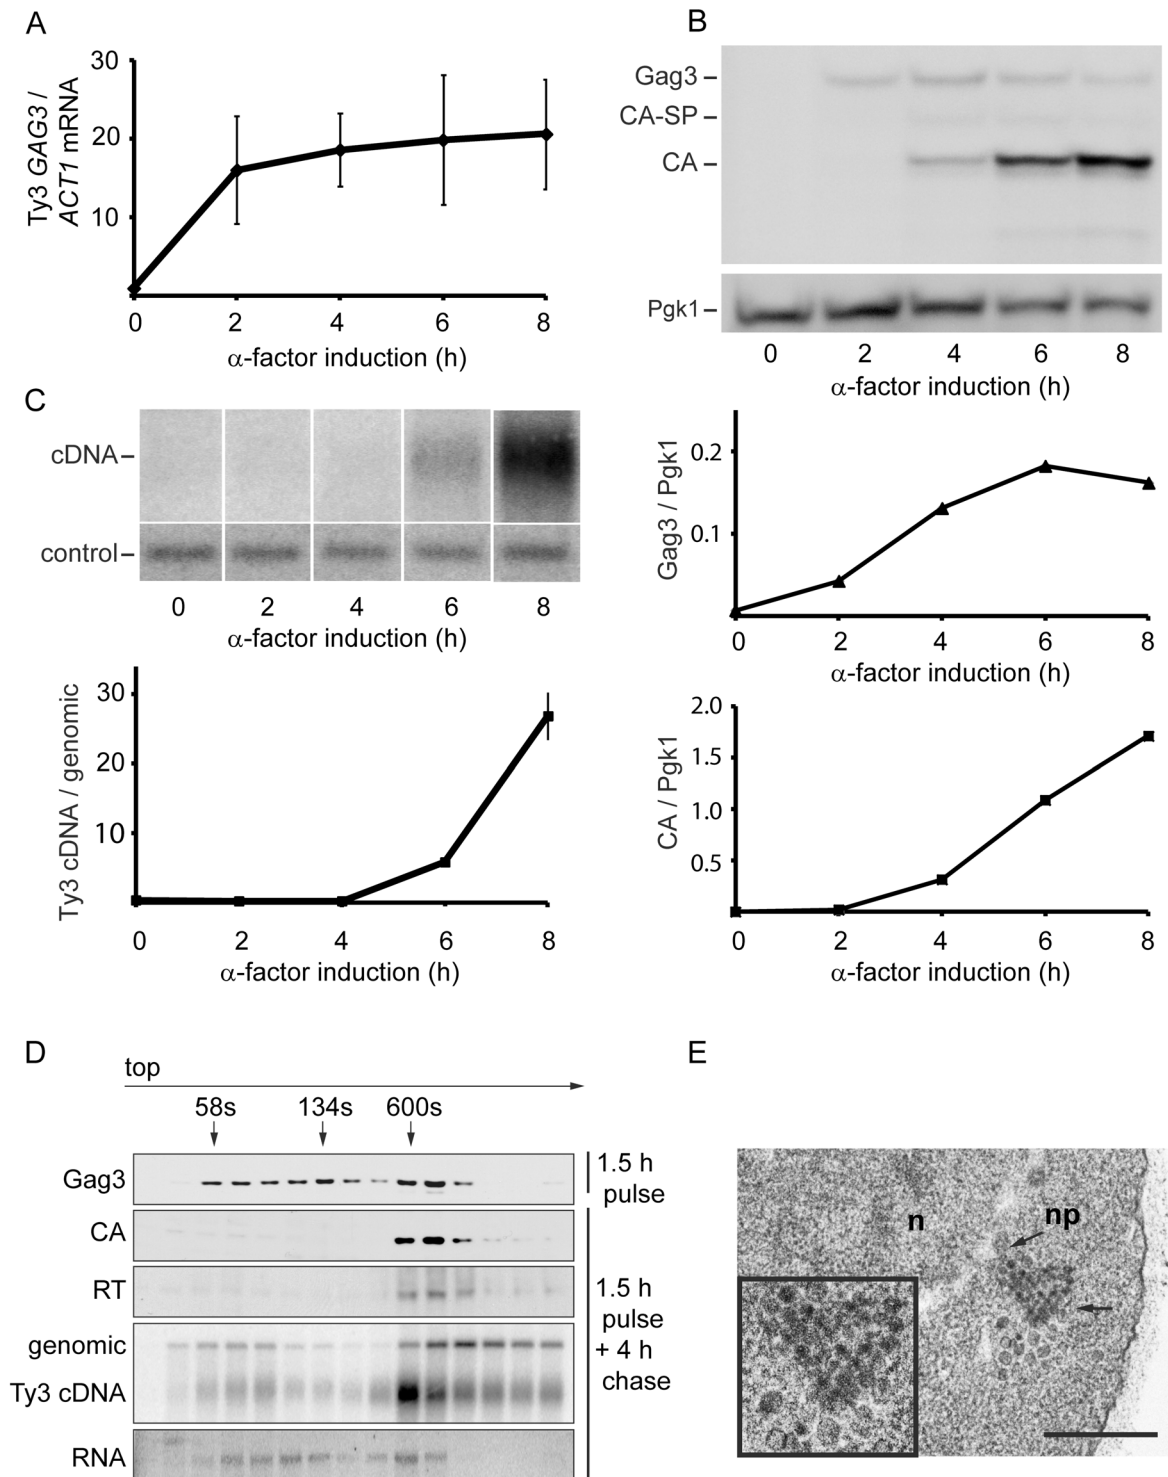 A
Ty3 GAG3 /
ACT1 mRNA
30
20
10
0 2 4 6 8
α-factor induction (h)
B
Gag3
CA-SP
CA
Pgk1
0 2 4 6 8
α-factor induction (h)
Gag3 / Pgk1
0.2
0.1
0 2 4 6 8
α-factor induction (h)
CA / Pgk1
2.0
1.5
1.0
0.5
0 2 4 6 8
α-factor induction (h)
C
cDNA
control
0 2 4 6 8
α-factor induction (h)
Ty3 cDNA / genomic
30
20
10
0 2 4 6 8
α-factor induction (h)
D
top
58s 134s 600s
Gag3
CA
RT
genomic
Ty3 cDNA
RNA
1.5 h
pulse
1.5 h
pulse
+ 4 h
chase
E
n
np